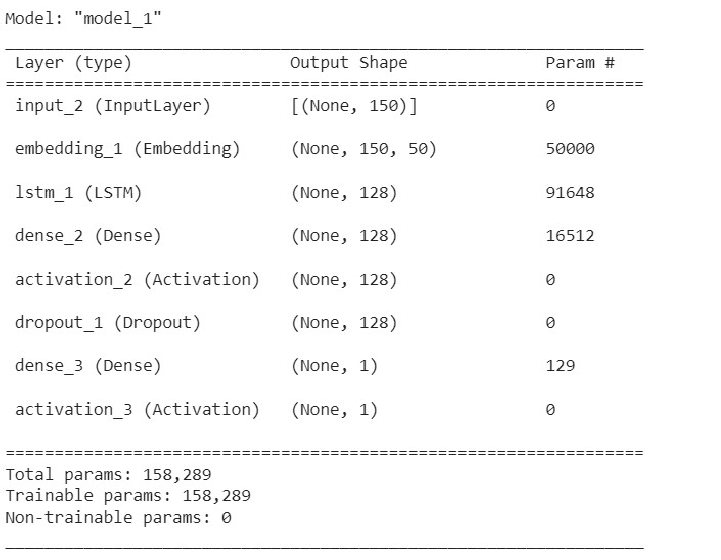 Model: "model_1"
_________________________________________________________________
Layer (type) Output Shape Param #
=================================================================
input_2 (InputLayer) [(None, 150)] 0
embedding_1 (Embedding) (None, 150, 50) 50000
lstm_1 (LSTM) (None, 128) 91648
dense_2 (Dense) (None, 128) 16512
activation_2 (Activation) (None, 128) 0
dropout_1 (Dropout) (None, 128) 0
dense_3 (Dense) (None, 1) 129
activation_3 (Activation) (None, 1) 0
=================================================================
Total params: 158,289
Trainable params: 158,289
Non-trainable params: 0
_________________________________________________________________